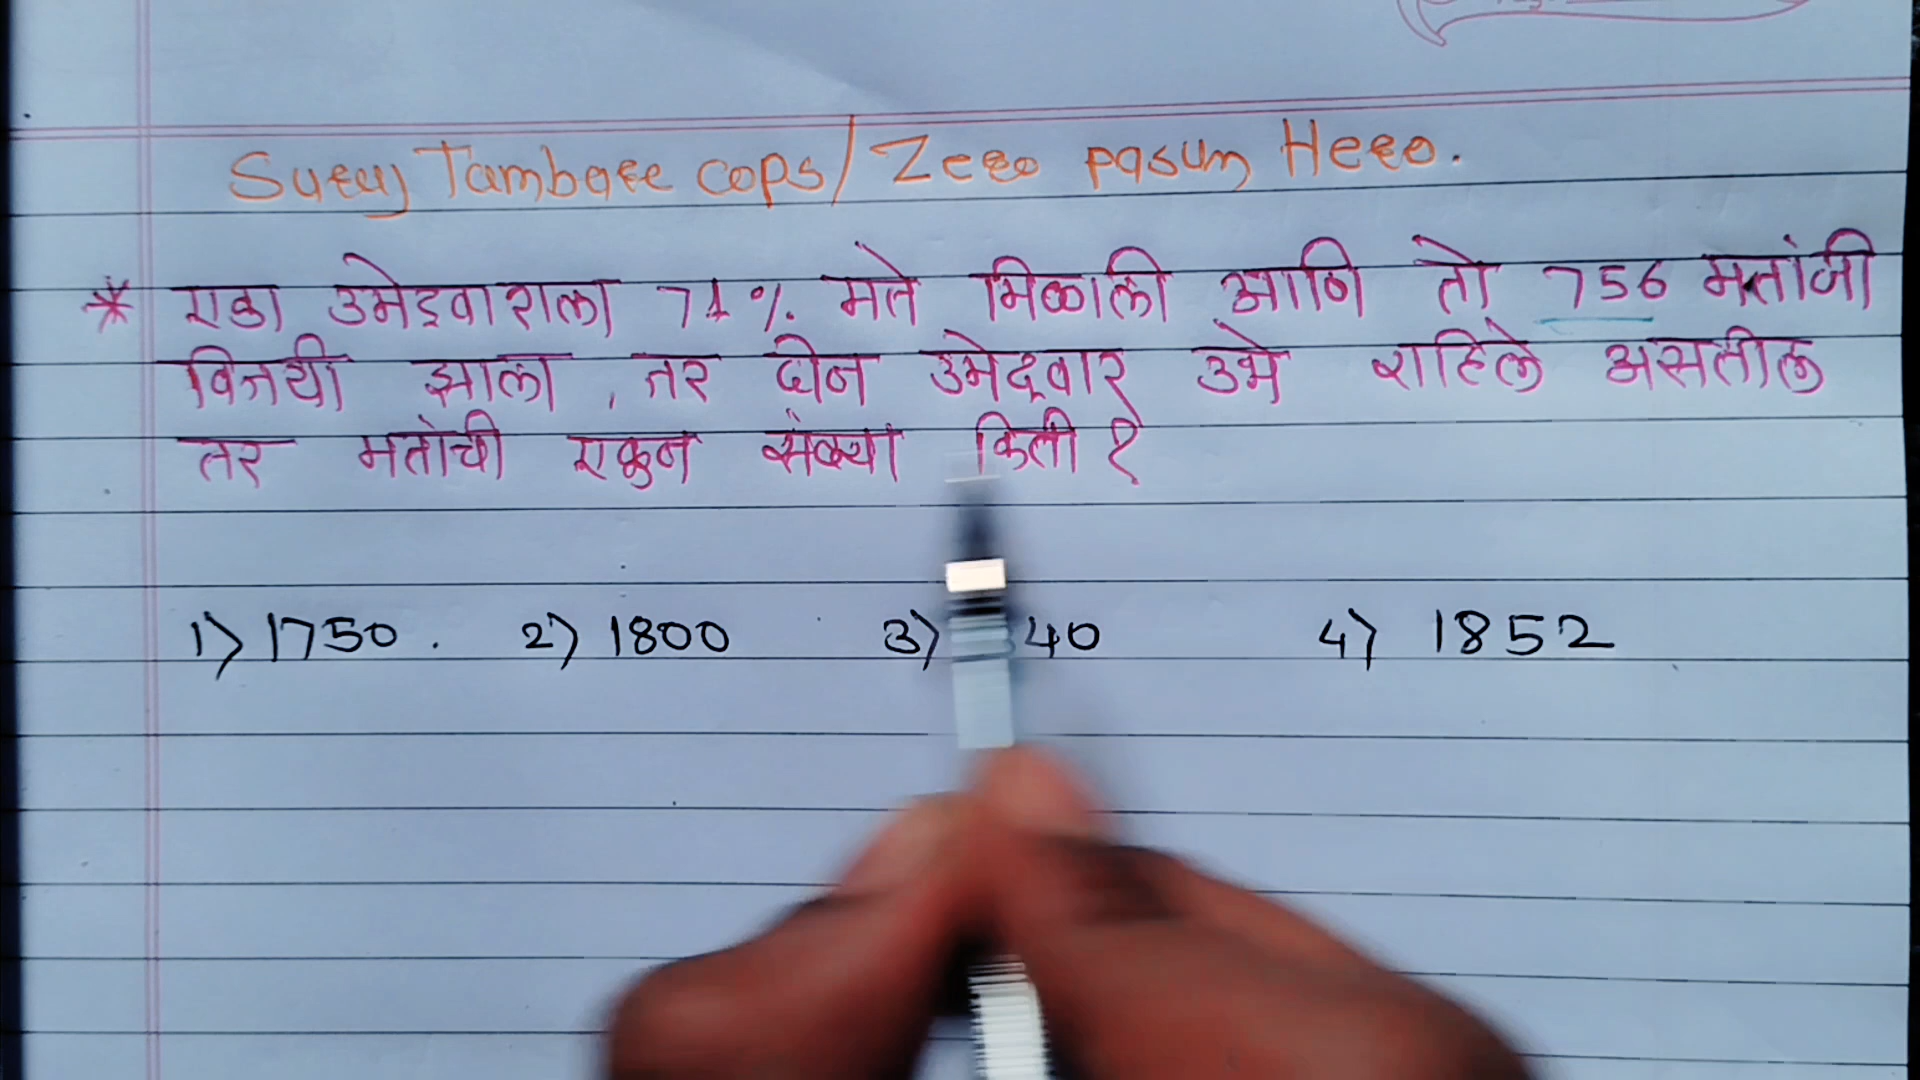 Suraj Tambare cops/Zero pasun Hero.
* एका उमेदवाराला 71% मते मिळाली आणि तो 756 मतांनी
विजयी झाला , तर दोन उमेदवार उभे राहिले असतील
तर मतांची एकुन संख्या किती ?
1) 1750 . 2) 1800 3) 40 4) 1852